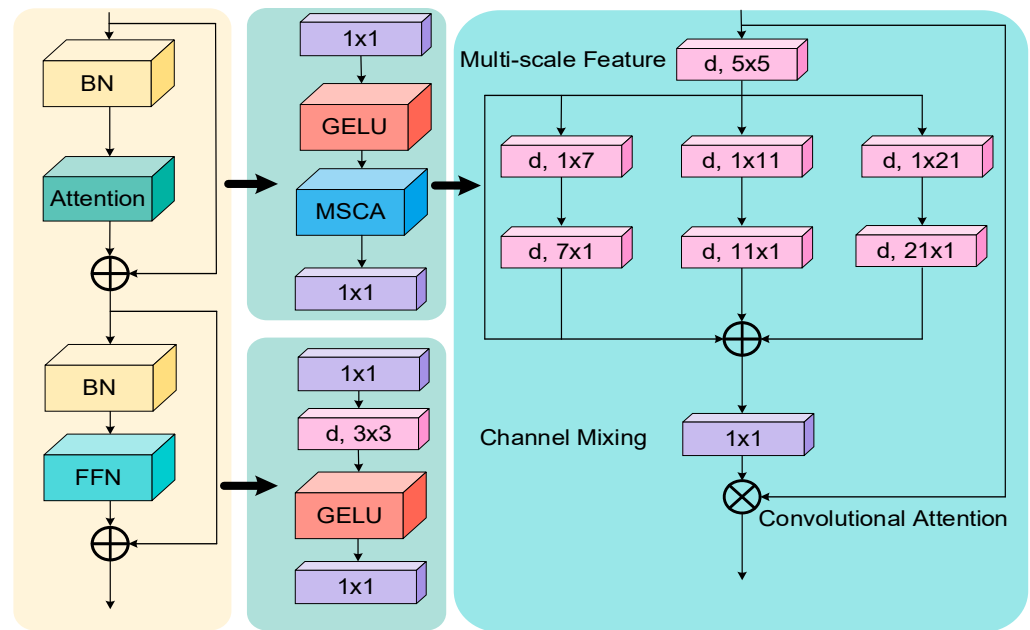 BN
Attention
BN
FFN
1x1
GELU
MSCA
1x1
1x1
d, 3x3
GELU
1x1
Multi-scale Feature
d, 5x5
d, 1x7
d, 1x11
d, 1x21
d, 7x1
d, 11x1
d, 21x1
Channel Mixing
1x1
Convolutional Attention